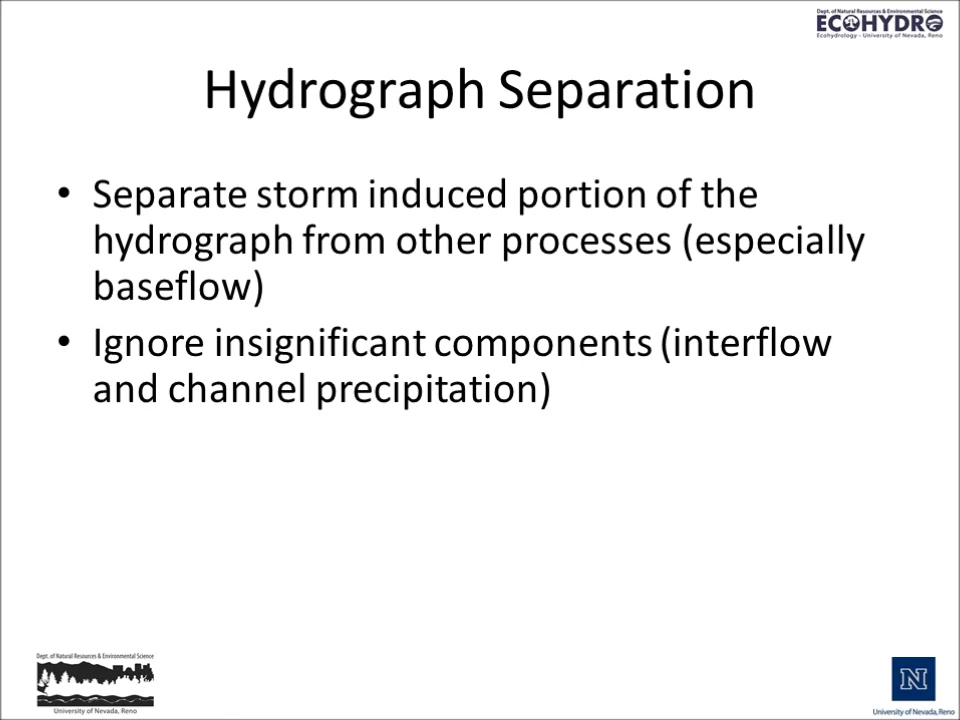 Dept. of Natural Resources & Environmental Science
ECOHYDRO
Ecohydrology - University of Nevada, Reno
Hydrograph Separation
• Separate storm induced portion of the
hydrograph from other processes (especially
baseflow)
• Ignore insignificant components (interflow
and channel precipitation)
Dept. of Natural Resources & Environmental Science
University of Nevada, Reno
N
University of Nevada, Reno